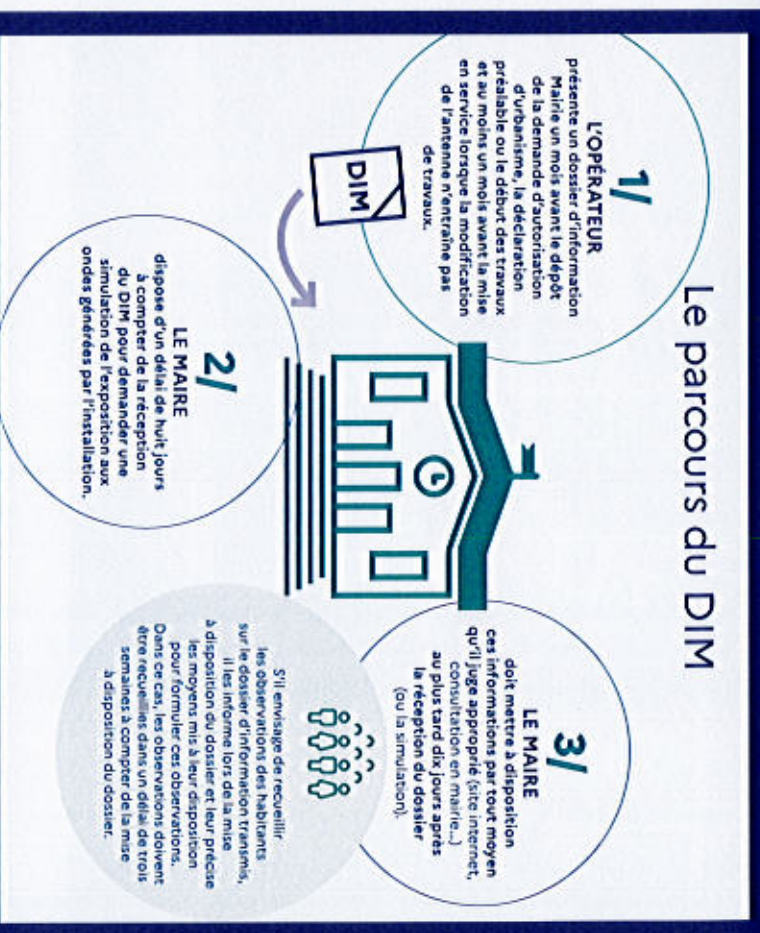 Le parcours du DIM
1/
L'OPÉRATEUR
présente un dossier d'information
Mairie un mois avant le dépôt
de la demande d'autorisation
d'urbanisme, la déclaration
préalable ou le début des travaux
et au moins un mois avant la mise
en service lorsque la modification
de l'antenne n'entraîne pas
de travaux.
DIM
2/
LE MAIRE
dispose d'un délai de huit jours
à compter de la réception
du DIM pour demander une
simulation de l'exposition aux
ondes générées par l'installation.
3/
LE MAIRE
doit mettre à disposition
ces informations par tout moyen
qu'il juge approprié (site internet,
consultation en mairie...)
au plus tard dix jours après
la réception du dossier
(ou la simulation).
S'il envisage de recueillir
les observations des habitants
sur le dossier d'information transmis,
il les informe lors de la mise
à disposition du dossier et leur précise
les moyens mis à leur disposition
pour formuler ces observations.
Dans ce cas, les observations doivent
être recueillies dans un délai de trois
semaines à compter de la mise
à disposition du dossier.